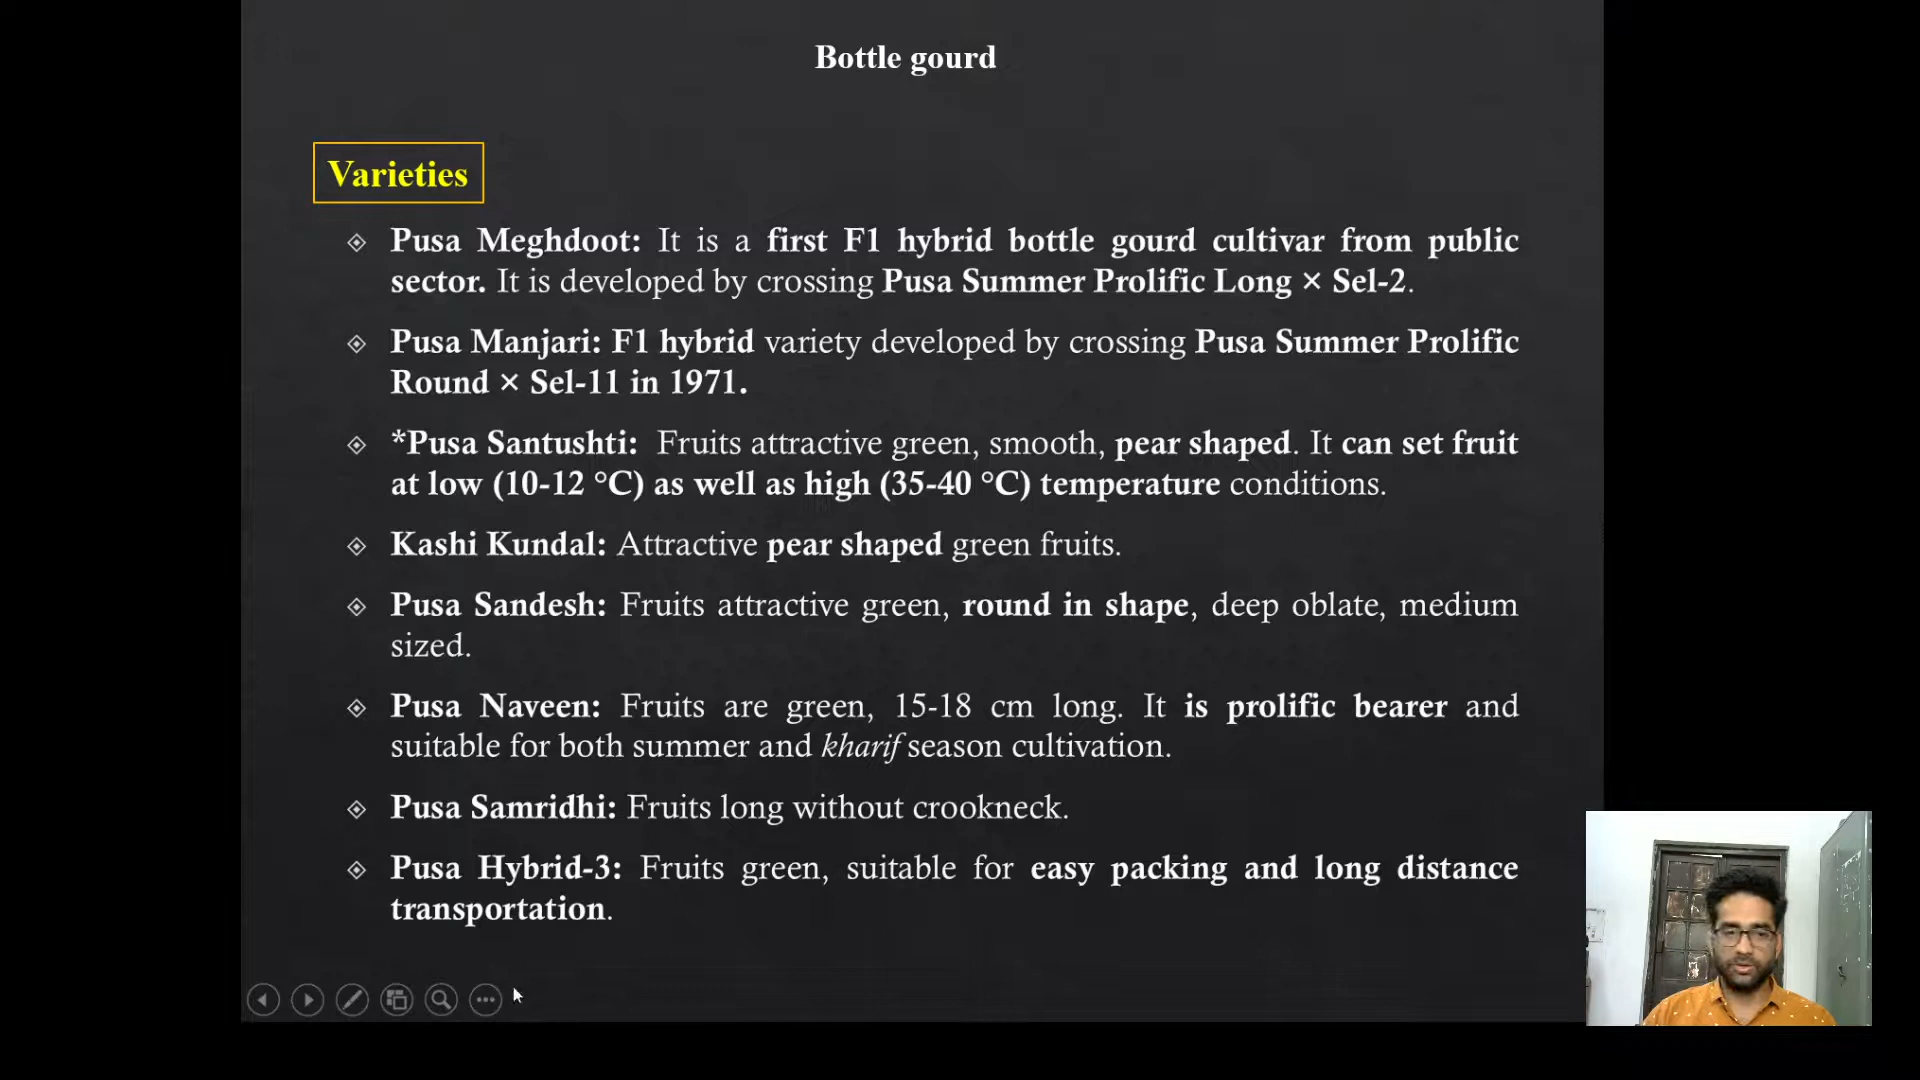 Bottle gourd
Varieties
Pusa Meghdoot: It is a first F1 hybrid bottle gourd cultivar from public
sector. It is developed by crossing Pusa Summer Prolific Long × Sel-2.
Pusa Manjari: F1 hybrid variety developed by crossing Pusa Summer Prolific
Round × Sel-11 in 1971.
*Pusa Santushti: Fruits attractive green, smooth, pear shaped. It can set fruit
at low (10-12 °C) as well as high (35-40 °C) temperature conditions.
Kashi Kundal: Attractive pear shaped green fruits.
Pusa Sandesh: Fruits attractive green, round in shape, deep oblate, medium
sized.
Pusa Naveen: Fruits are green, 15-18 cm long. It is prolific bearer and
suitable for both summer and kharif season cultivation.
Pusa Samridhi: Fruits long without crookneck.
Pusa Hybrid-3: Fruits green, suitable for easy packing and long distance
transportation.